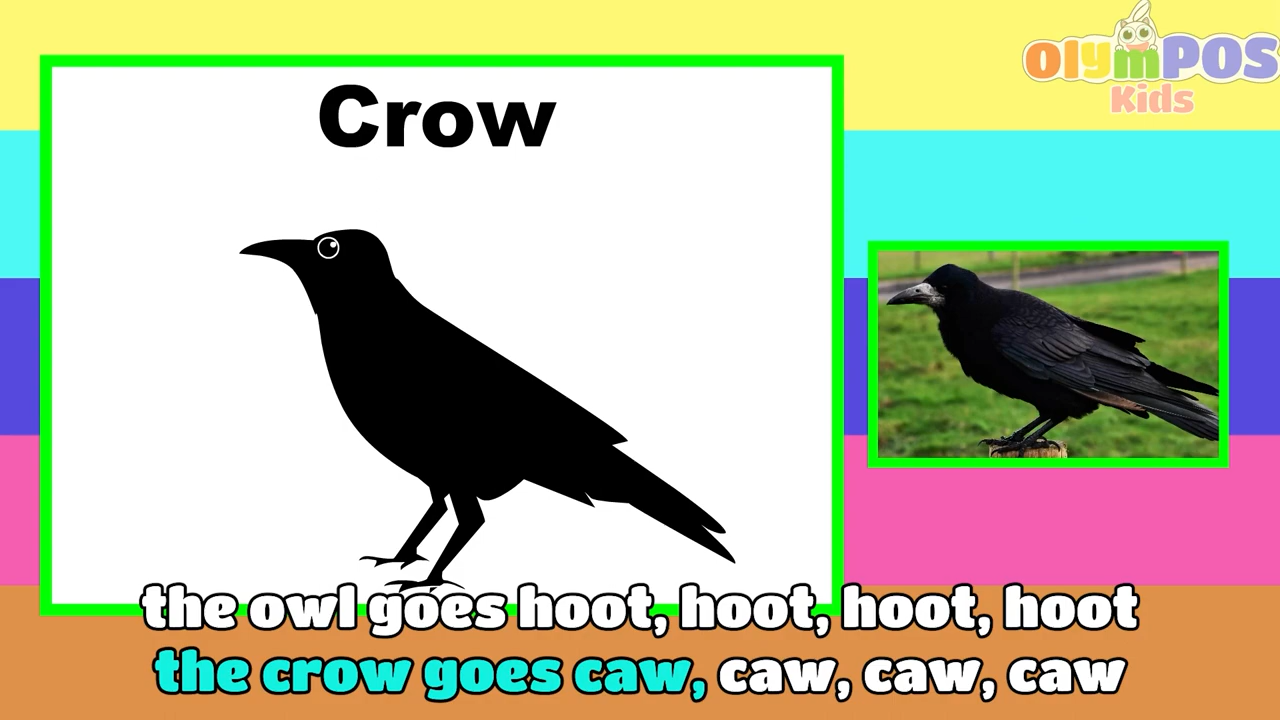 OlymPOS
Kids
Crow
the owl goes hoot, hoot, hoot, hoot
the crow goes caw, caw, caw, caw